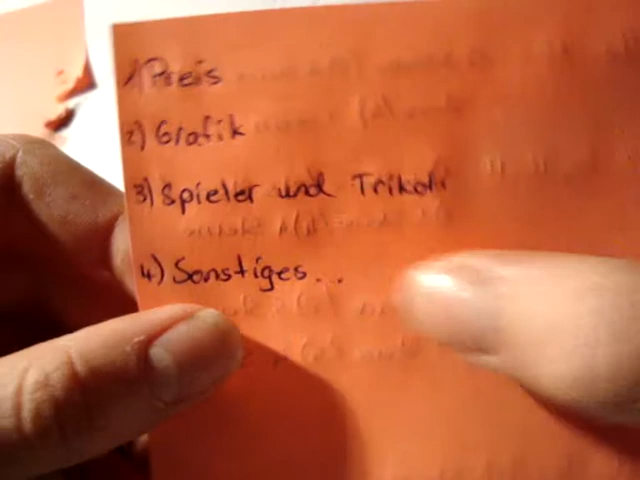 1) Preis
2) Grafik
3) Spieler und Trikots
4) Sonstiges...